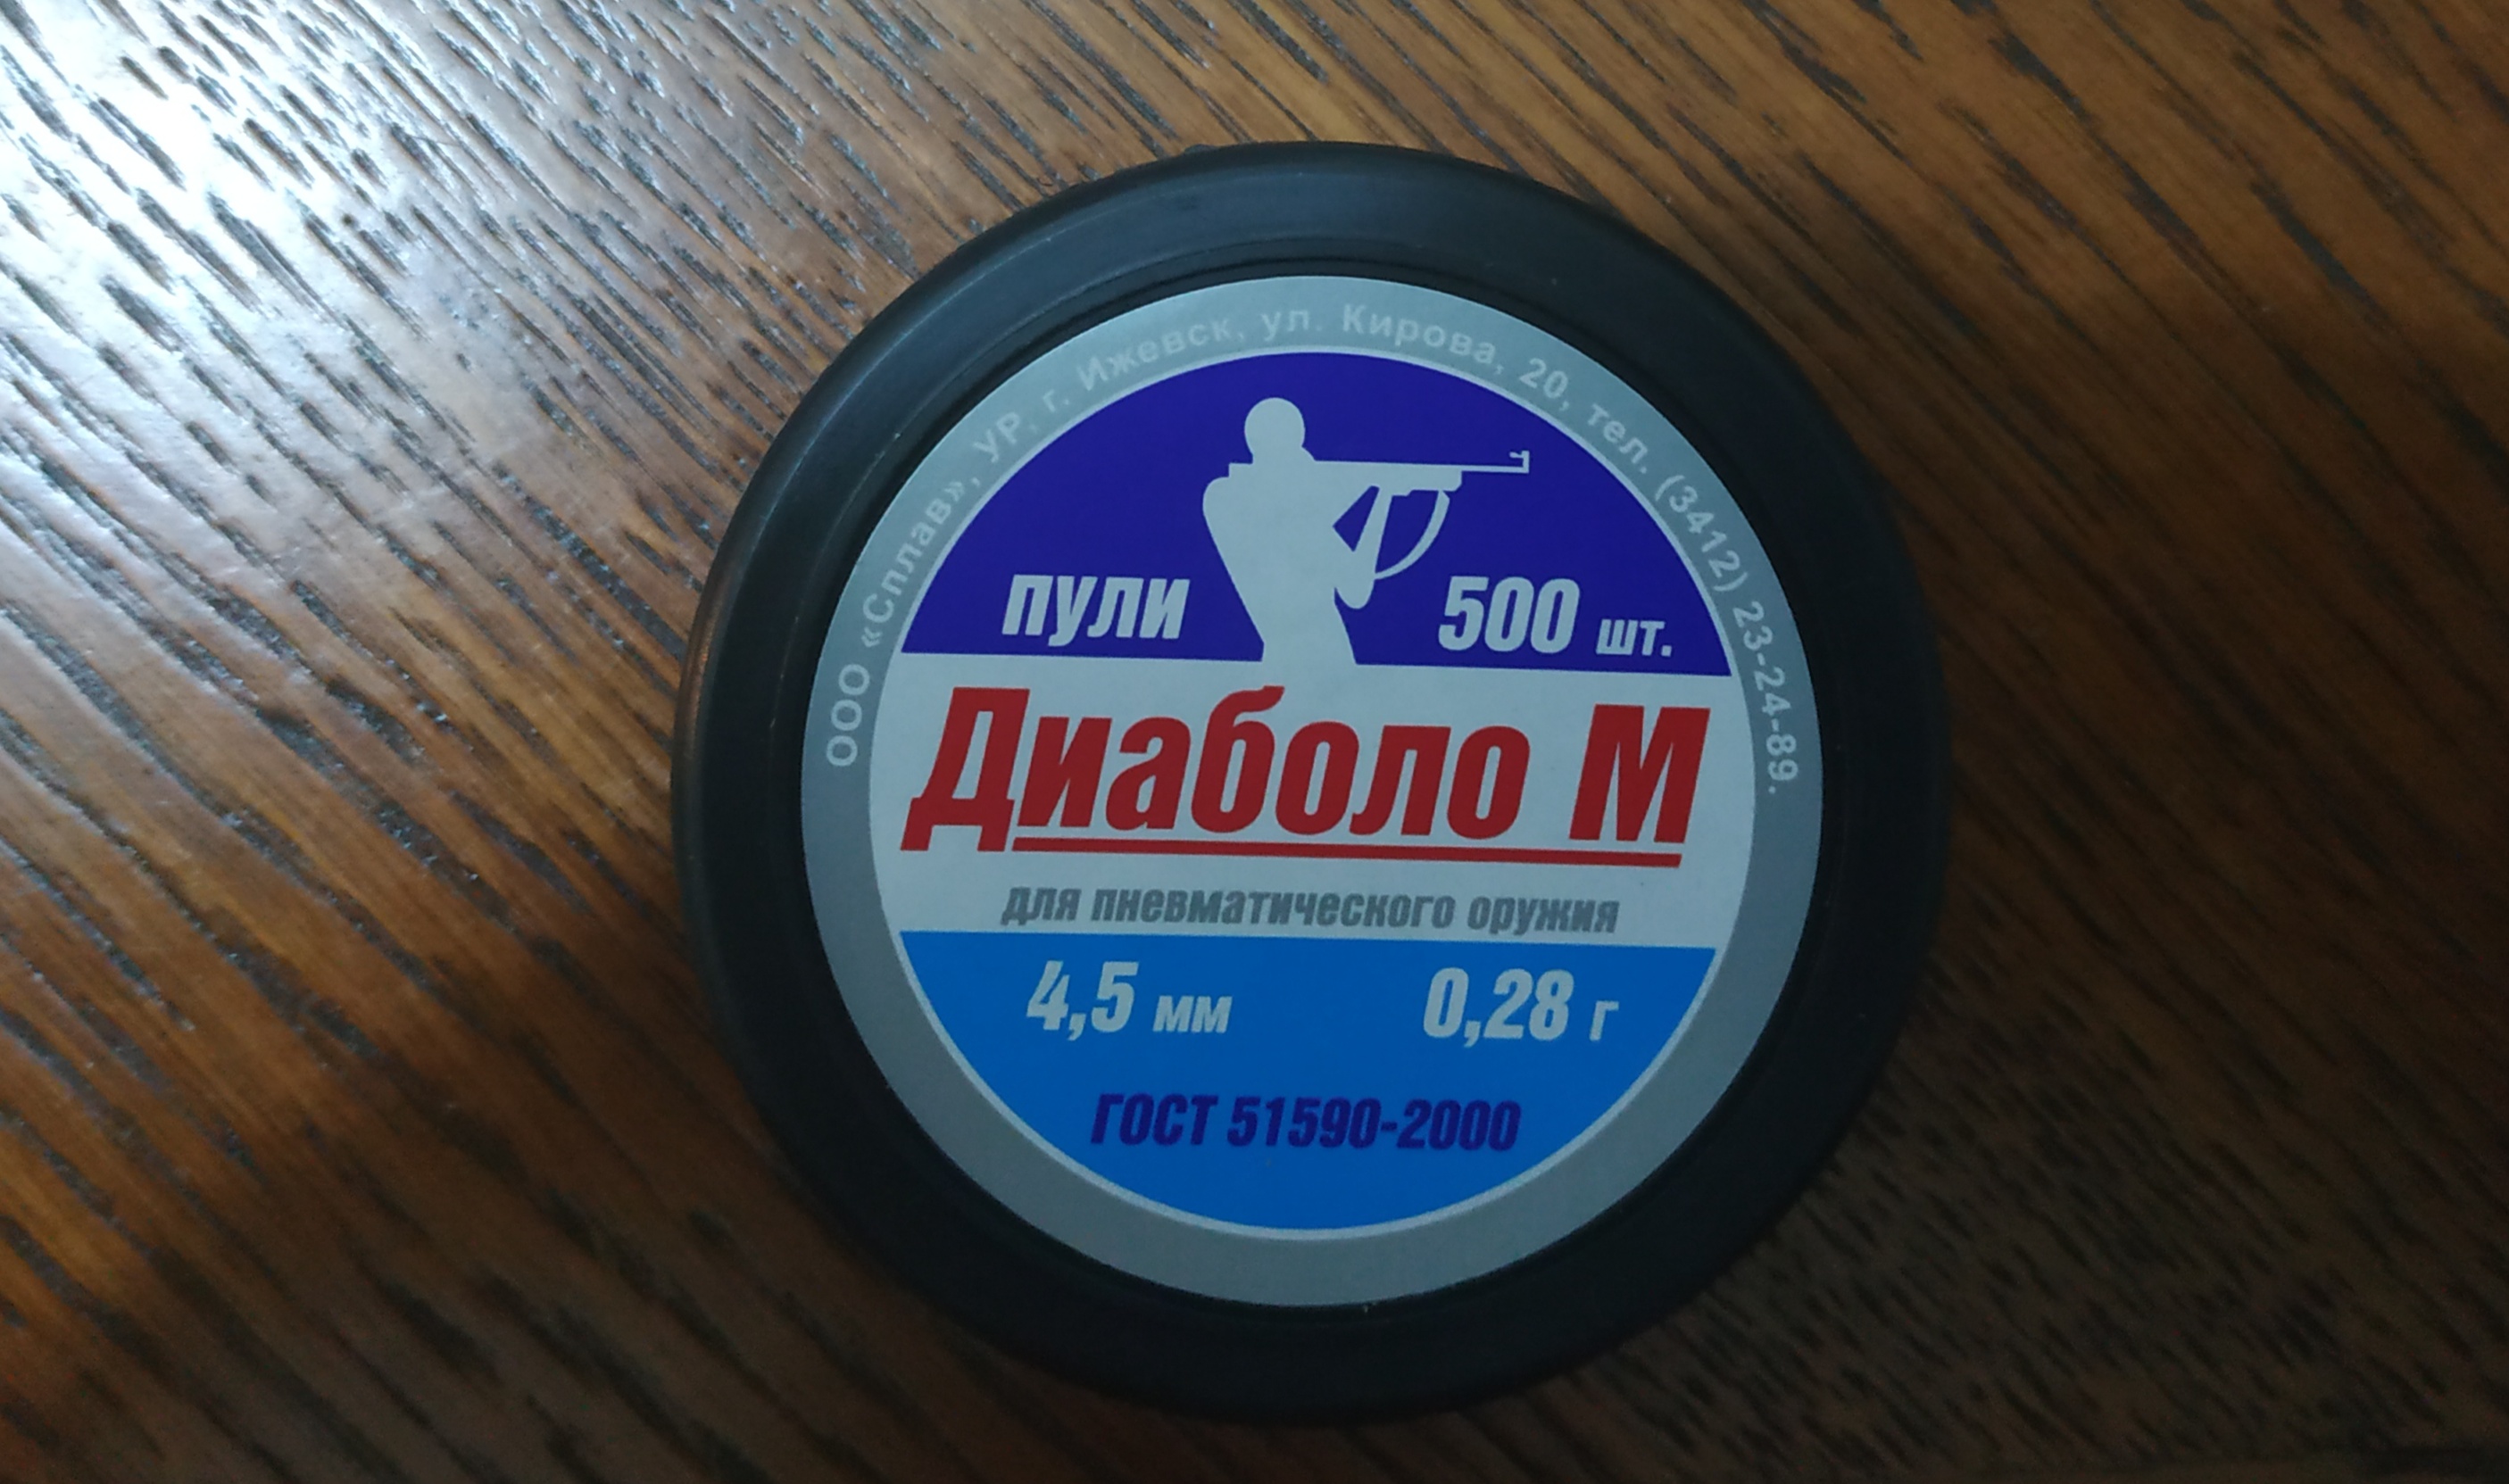 ООО «Сплав», УР, г. Ижевск, ул. Кирова, 20, тел. (3412) 23-24-89.
пули 500 шт.
Диаболо М
для пневматического оружия
4,5 мм 0,28 г
ГОСТ 51590-2000